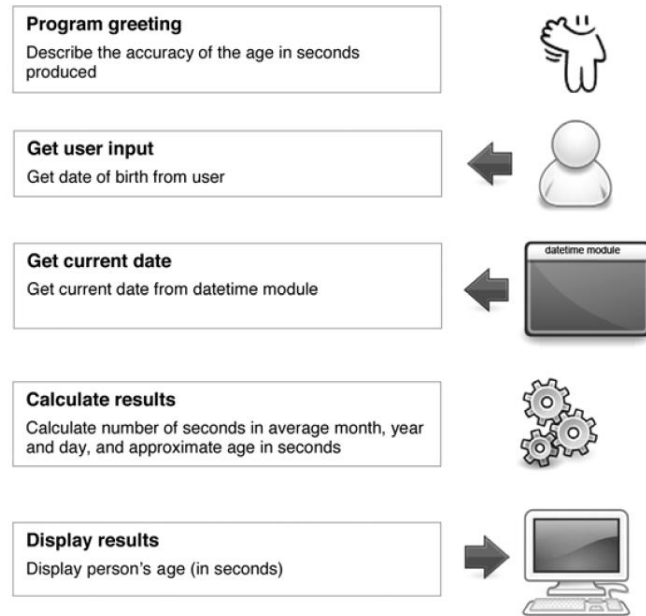 Program greeting
Describe the accuracy of the age in seconds
produced
Get user input
Get date of birth from user
Get current date
Get current date from datetime module
datetime module
Calculate results
Calculate number of seconds in average month, year
and day, and approximate age in seconds
Display results
Display person's age (in seconds)